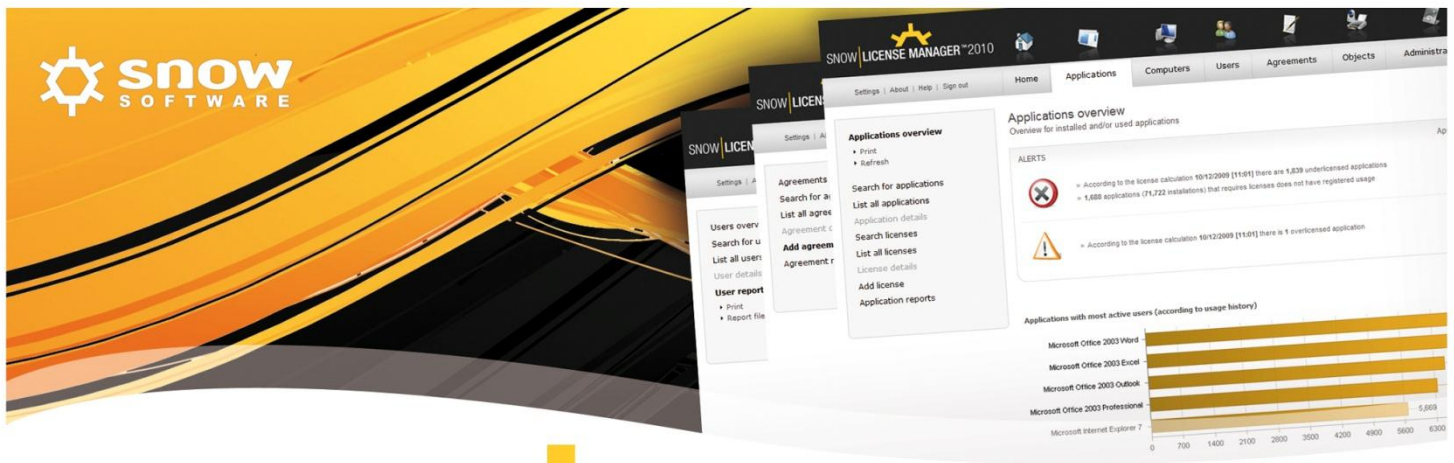 snow
SOFTWARE
SNOW LICEN
Settings | A
Users overv
Search for u
List all users
User details
User report
Print
Report file
SNOW LICENS
Settings | Al
Agreements
Search for a
List all agree
Agreement d
Add agreem
Agreement r
SNOW LICENSE MANAGER™2010
Settings | About | Help | Sign out
Home Applications Computers Users Agreements Objects Administra
Applications overview
Print
Refresh
Search for applications
List all applications
Application details
Search licenses
List all licenses
License details
Add license
Application reports
Applications overview
Overview for installed and/or used applications
Ap
ALERTS
» According to the license calculation 10/12/2009 [11:01] there are 1,839 underlicensed applications
» 1,688 applications (71,722 installations) that requires licenses does not have registered usage
» According to the license calculation 10/12/2009 [11:01] there is 1 overlicensed application
Applications with most active users (according to usage history)
Microsoft Office 2003 Word
Microsoft Office 2003 Excel
Microsoft Office 2003 Outlook
Microsoft Office 2003 Professional
Microsoft Internet Explorer 7
5,669
0 700 1400 2100 2800 3500 4200 4900 5600 6300